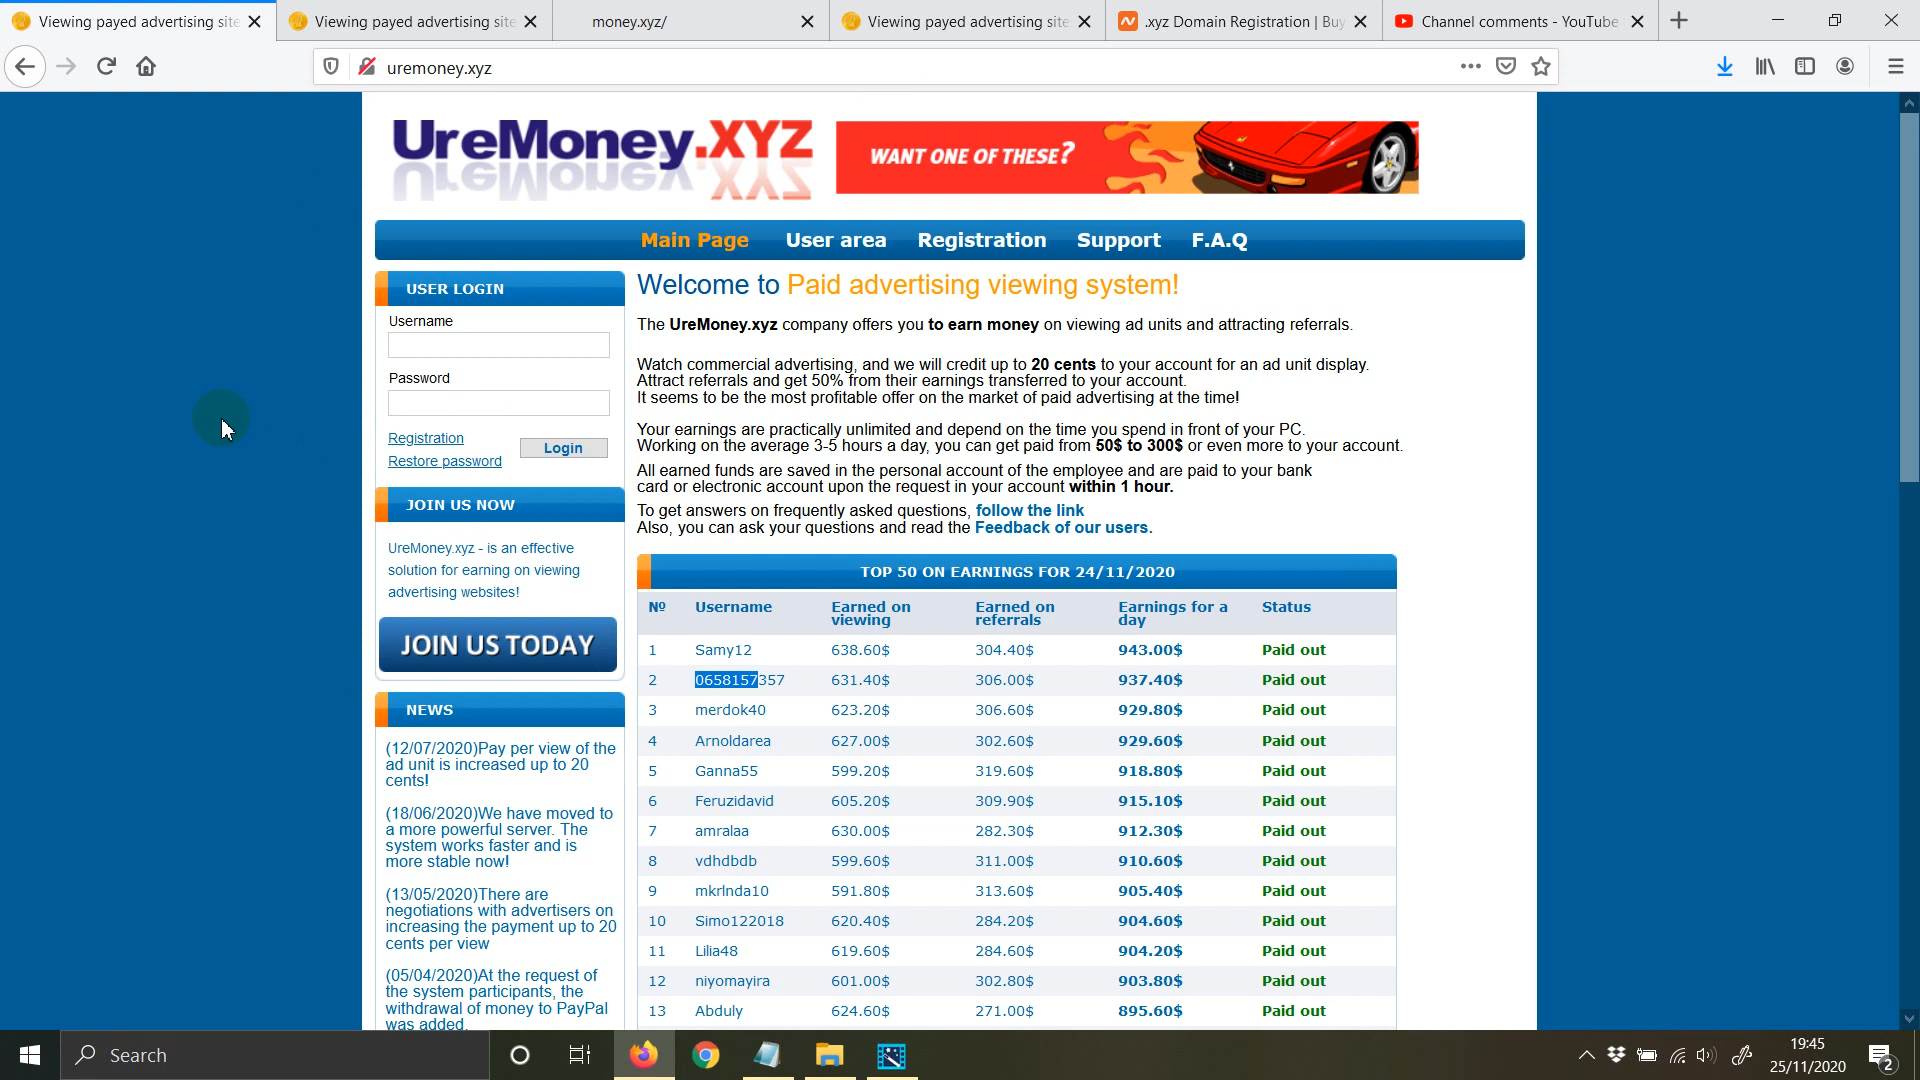 Viewing payed advertising site
Viewing payed advertising site
money.xyz/
Viewing payed advertising site
.xyz Domain Registration | Buy
Channel comments - YouTube
uremoney.xyz
UreMoney.XYZ
WANT ONE OF THESE?
Main Page User area Registration Support F.A.Q
USER LOGIN
Username
Password
Registration
Login
Restore password
JOIN US NOW
UreMoney.xyz - is an effective
solution for earning on viewing
advertising websites!
JOIN US TODAY
NEWS
(12/07/2020)Pay per view of the
ad unit is increased up to 20
cents!
(18/06/2020)We have moved to
a more powerful server. The
system works faster and is
more stable now!
(13/05/2020)There are
negotiations with advertisers on
increasing the payment up to 20
cents per view
(05/04/2020)At the request of
the system participants, the
withdrawal of money to PayPal
was added.
Welcome to Paid advertising viewing system!
The UreMoney.xyz company offers you to earn money on viewing ad units and attracting referrals.
Watch commercial advertising, and we will credit up to 20 cents to your account for an ad unit display.
Attract referrals and get 50% from their earnings transferred to your account.
It seems to be the most profitable offer on the market of paid advertising at the time!
Your earnings are practically unlimited and depend on the time you spend in front of your PC.
Working on the average 3-5 hours a day, you can get paid from 50$ to 300$ or even more to your account.
All earned funds are saved in the personal account of the employee and are paid to your bank
card or electronic account upon the request in your account within 1 hour.
To get answers on frequently asked questions, follow the link
Also, you can ask your questions and read the Feedback of our users.
TOP 50 ON EARNINGS FOR 24/11/2020
Nº Username Earned on viewing Earned on referrals Earnings for a day Status
1 Samy12 638.60$ 304.40$ 943.00$ Paid out
2 0658157357 631.40$ 306.00$ 937.40$ Paid out
3 merdok40 623.20$ 306.60$ 929.80$ Paid out
4 Arnoldarea 627.00$ 302.60$ 929.60$ Paid out
5 Ganna55 599.20$ 319.60$ 918.80$ Paid out
6 Feruzidavid 605.20$ 309.90$ 915.10$ Paid out
7 amralaa 630.00$ 282.30$ 912.30$ Paid out
8 vdhdbdb 599.60$ 311.00$ 910.60$ Paid out
9 mkrlnda10 591.80$ 313.60$ 905.40$ Paid out
10 Simo122018 620.40$ 284.20$ 904.60$ Paid out
11 Lilia48 619.60$ 284.60$ 904.20$ Paid out
12 niyomayira 601.00$ 302.80$ 903.80$ Paid out
13 Abduly 624.60$ 271.00$ 895.60$ Paid out
Search
19:45
25/11/2020
2